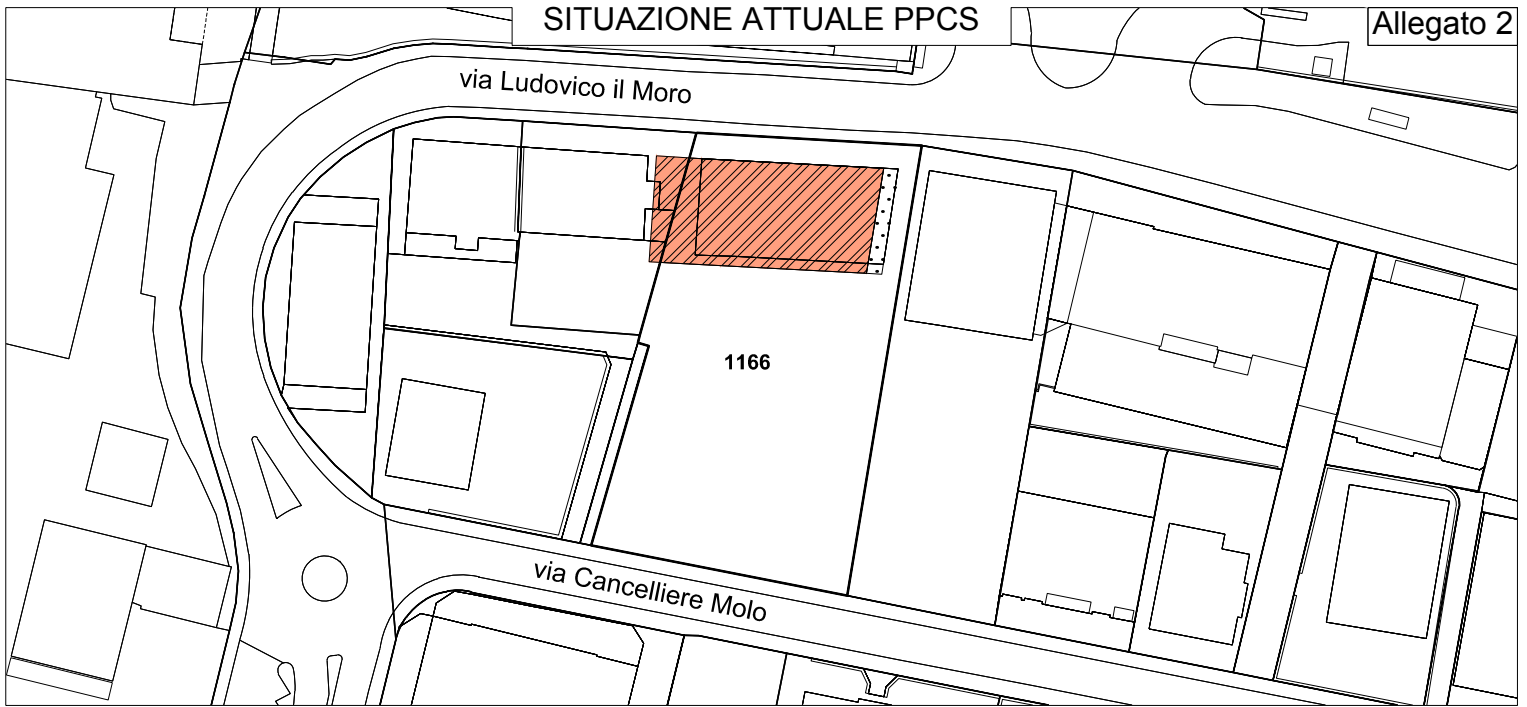 SITUAZIONE ATTUALE PPCS
Allegato 2
via Ludovico il Moro
1166
via Cancelliere Molo